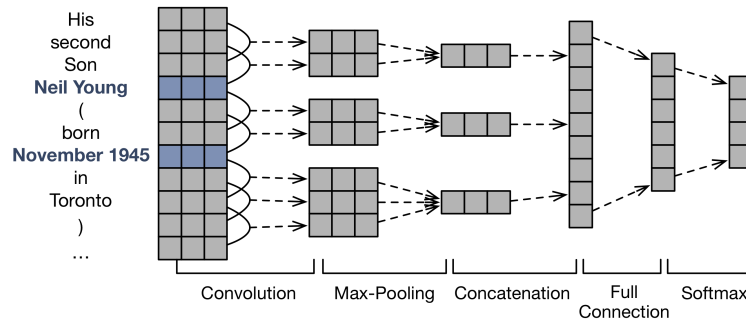 His
second
Son
Neil Young
(
born
November 1945
in
Toronto
)
...
Convolution
Max-Pooling
Concatenation
Full
Connection
Softmax